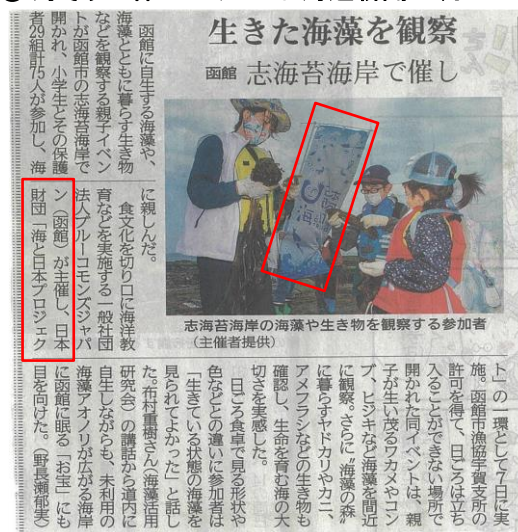 生きた海藻を観察
函館 志海苔海岸で催し
函館に自生する海藻や、
海藻とともに暮らす生き物
などを観察する親子イベン
トが函館市の志海苔海岸で
開かれ、小学生とその保護
者29組計75人が参加し、海
に親しんだ。
食文化を切り口に海洋教
育などを実施する一般社団
法人ブルーコモンズジャパ
ン(函館)が主催し、日本
財団「海と日本プロジェク
志海苔海岸の海藻や生き物を観察する参加者
(主催者提供)
ト」の一環として7日に実
施。函館市漁協宇賀支所の
許可を得て、日ごろは立ち
入ることができない場所で
開かれた同イベントは、親
子が生い茂るワカメやコン
ブ、ヒジキなど海藻を間近
に観察。さらに〝海藻の森〟
に暮らすヤドカリやカニ、
アメフラシなどの生き物も
確認し、生命を育む海の大
切さを実感した。
日ごろ食卓で見る形状や
色などとの違いに参加者は
「生きている状態の海藻を
見られてよかった」と話し
た。布村重樹さん(海藻活用
研究会)の講話から道内に
自生しながらも、未利用の
海藻アオノリが広がる海岸
に函館に眠る「お宝」にも
目を向けた。(野長瀬郁実)